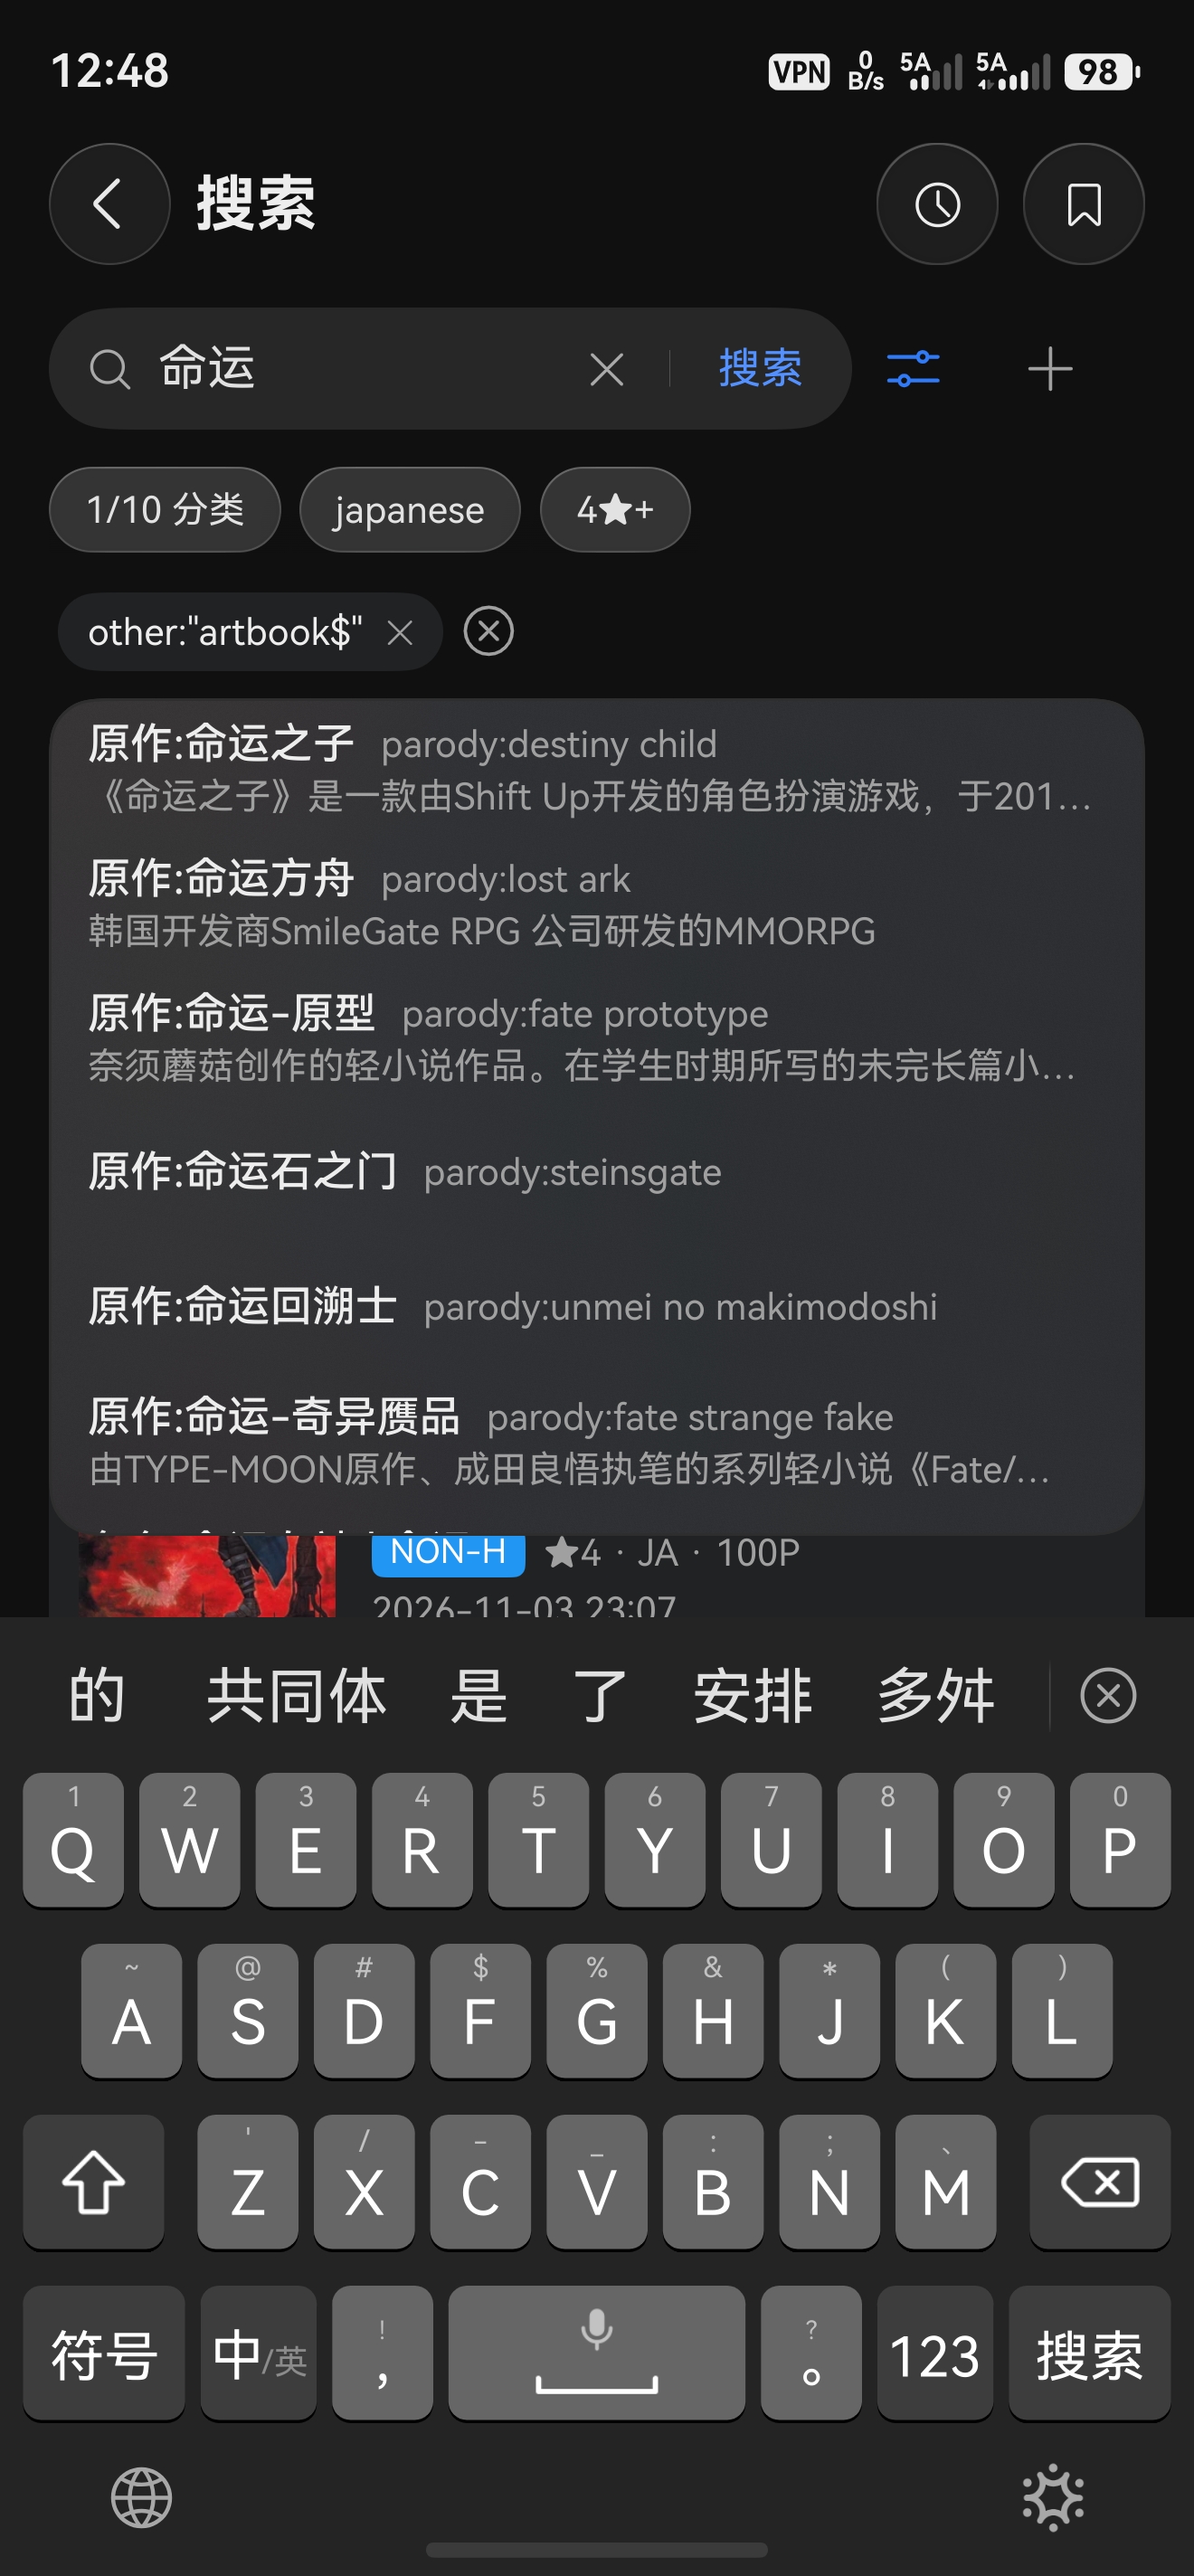 12:48 VPN 0 B/s 5A 5A 98
搜索
命运 搜索
1/10 分类 japanese 4★+
other:"artbook$"
原作:命运之子 parody:destiny child
《命运之子》是一款由Shift Up开发的角色扮演游戏，于201...
原作:命运方舟 parody:lost ark
韩国开发商SmileGate RPG 公司研发的MMORPG
原作:命运-原型 parody:fate prototype
奈须蘑菇创作的轻小说作品。在学生时期所写的未完长篇小...
原作:命运石之门 parody:steinsgate
原作:命运回溯士 parody:unmei no makimodoshi
原作:命运-奇异赝品 parody:fate strange fake
由TYPE-MOON原作、成田良悟执笔的系列轻小说《Fate/...
NON-H ★4 · JA · 100P
2026-11-03 23:07
的 共同体 是 了 安排 多舛
1 2 3 4 5 6 7 8 9 0
Q W E R T Y U I O P
~ @ # $ % & * ( )
A S D F G H J K L
' / - _ : ; 、
Z X C V B N M
! ?
符号 中/英 , 。 123 搜索